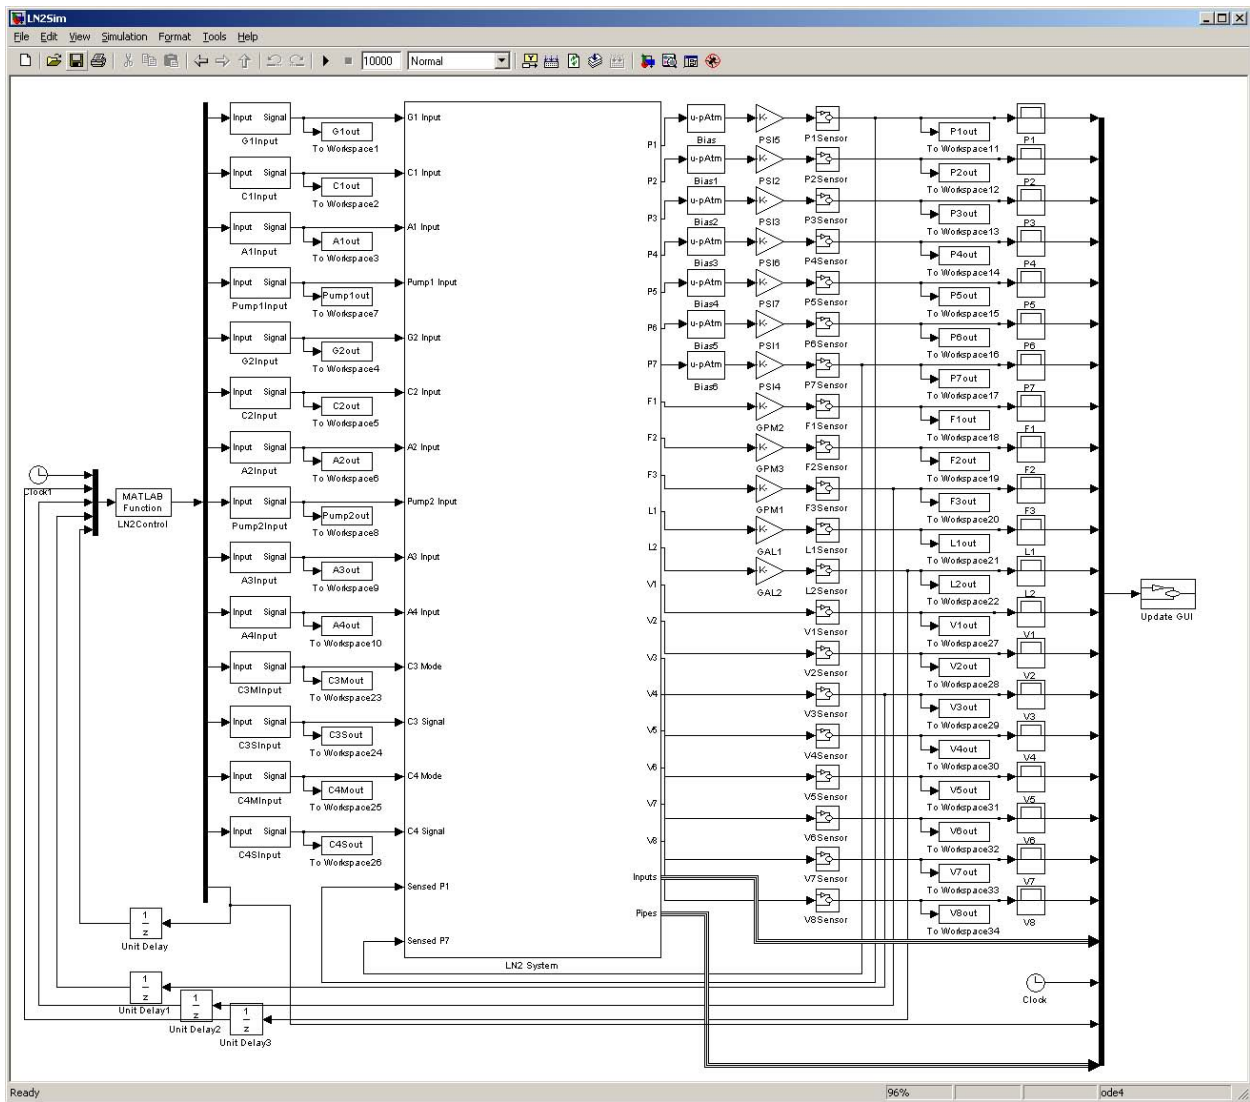 LN2Sim
File Edit View Simulation Format Tools Help
10000 Normal
Input Signal
G1Input
G1out
To Workspace1
Input Signal
C1Input
C1out
To Workspace2
Input Signal
A1Input
A1out
To Workspace3
Input Signal
Pump1Input
Pump1out
To Workspace7
Input Signal
G2Input
G2out
To Workspace4
Input Signal
C2Input
C2out
To Workspace5
Input Signal
A2Input
A2out
To Workspace6
Input Signal
Pump2Input
Pump2out
To Workspace8
Input Signal
A3Input
A3out
To Workspace9
Input Signal
A4Input
A4out
To Workspace10
Input Signal
C3MInput
C3Mout
To Workspace23
Input Signal
C3SInput
C3Sout
To Workspace24
Input Signal
C4MInput
C4Mout
To Workspace25
Input Signal
C4SInput
C4Sout
To Workspace26
Clock1
MATLAB
Function
LN2Control
1
z
Unit Delay
1
z
Unit Delay1
1
z
Unit Delay2
1
z
Unit Delay3
G1 Input
C1 Input
A1 Input
Pump1 Input
G2 Input
C2 Input
A2 Input
Pump2 Input
A3 Input
A4 Input
C3 Mode
C3 Signal
C4 Mode
C4 Signal
Sensed P1
Sensed P7
P1
P2
P3
P4
P5
P6
P7
F1
F2
F3
L1
L2
V1
V2
V3
V4
V5
V6
V7
V8
Inputs
Pipes
LN2 System
u-pAtm
Bias
u-pAtm
Bias1
u-pAtm
Bias2
u-pAtm
Bias3
u-pAtm
Bias4
u-pAtm
Bias5
u-pAtm
Bias6
K-
PSI5
K-
PSI2
K-
PSI3
K-
PSI6
K-
PSI7
K-
PSI1
K-
PSI4
K-
GPM2
K-
GPM3
K-
GPM1
K-
GAL1
K-
GAL2
P1Sensor
P2Sensor
P3Sensor
P4Sensor
P5Sensor
P6Sensor
P7Sensor
F1Sensor
F2Sensor
F3Sensor
L1Sensor
L2Sensor
V1Sensor
V2Sensor
V3Sensor
V4Sensor
V5Sensor
V6Sensor
V7Sensor
V8Sensor
P1out
To Workspace11
P2out
To Workspace12
P3out
To Workspace13
P4out
To Workspace14
P5out
To Workspace15
P6out
To Workspace16
P7out
To Workspace17
F1out
To Workspace18
F2out
To Workspace19
F3out
To Workspace20
L1out
To Workspace21
L2out
To Workspace22
V1out
To Workspace27
V2out
To Workspace28
V3out
To Workspace29
V4out
To Workspace30
V5out
To Workspace31
V6out
To Workspace32
V7out
To Workspace33
V8out
To Workspace34
P1
P2
P3
P4
P5
P6
P7
F1
F2
F3
L1
L2
V1
V2
V3
V4
V5
V6
V7
V8
Clock
Update GUI
Ready 96% ode4